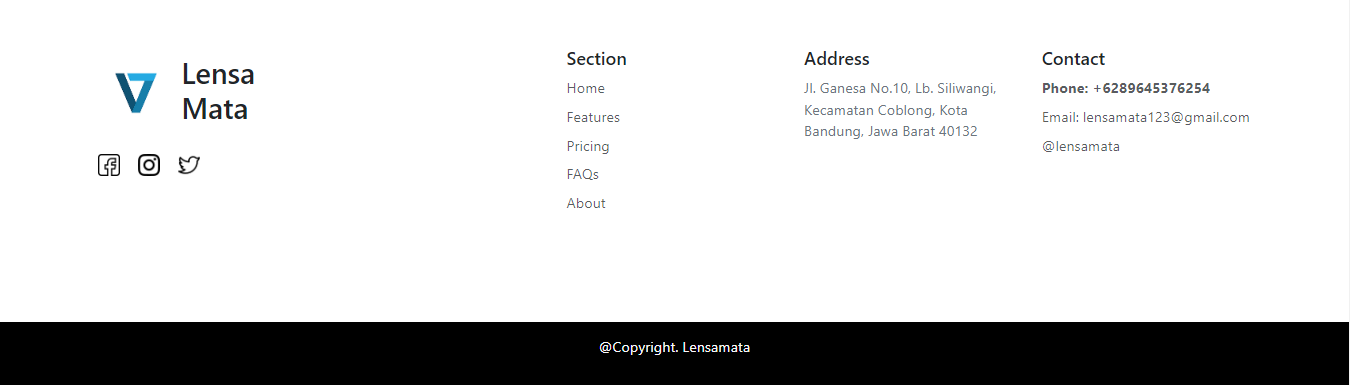 Lensa
Mata
Section
Home
Features
Pricing
FAQs
About
Address
Jl. Ganesa No.10, Lb. Siliwangi,
Kecamatan Coblong, Kota
Bandung, Jawa Barat 40132
Contact
Phone: +6289645376254
Email: lensamata123@gmail.com
@lensamata
@Copyright. Lensamata